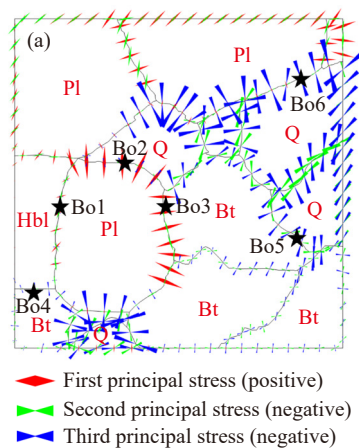 (a)
Pl
Pl
Bo6
Q
Bo2
Q
Hbl
Bo1
Pl
Bo3
Bt
Q
Bo5
Bo4
Bt
Q
Bt
Bt
First principal stress (positive)
Second principal stress (negative)
Third principal stress (negative)